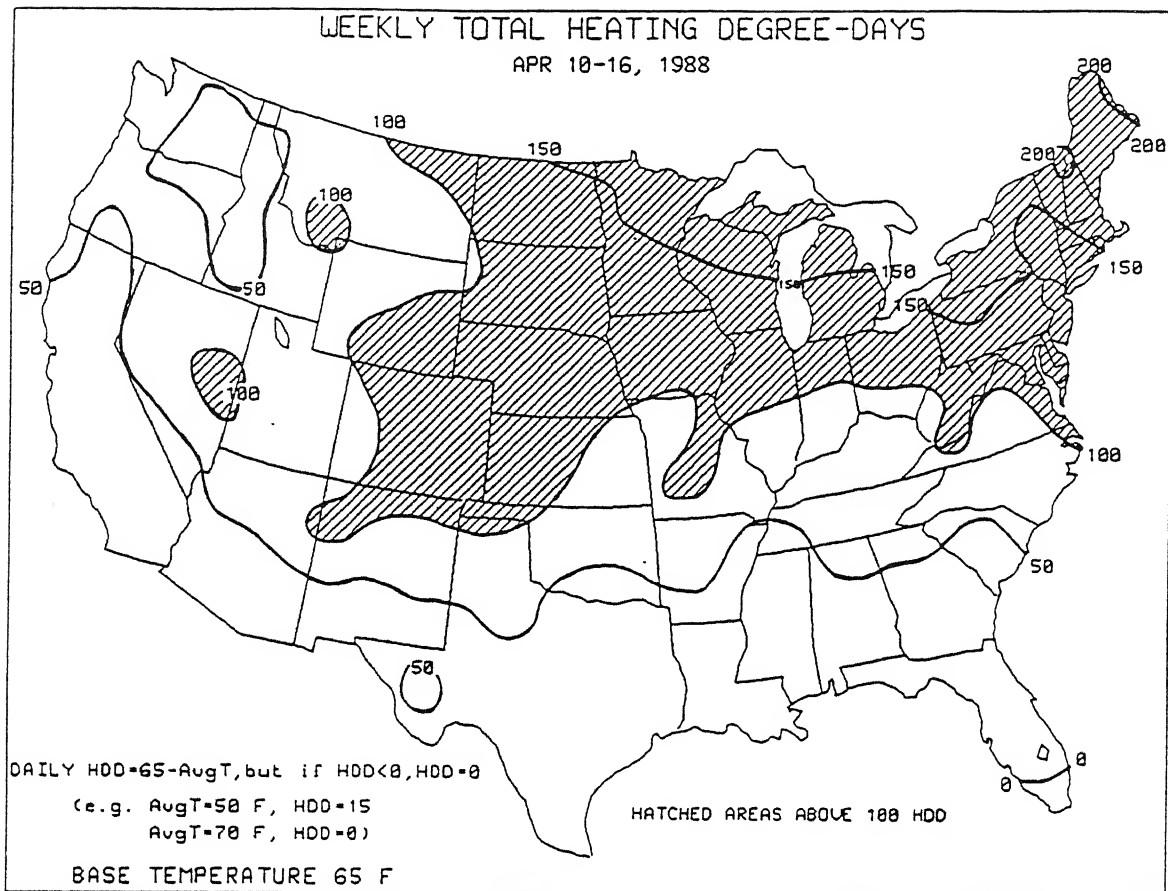 WEEKLY TOTAL HEATING DEGREE-DAYS
APR 10-16, 1988
200
100
150
200
200
100
50
50
150
150
150
150
100
100
50
50
0
0
DAILY HDD=65-AvgT,but if HDD<0,HDD=0
(e.g. AvgT=50 F, HDD=15
AvgT=70 F, HDD=0)
HATCHED AREAS ABOVE 100 HDD
BASE TEMPERATURE 65 F